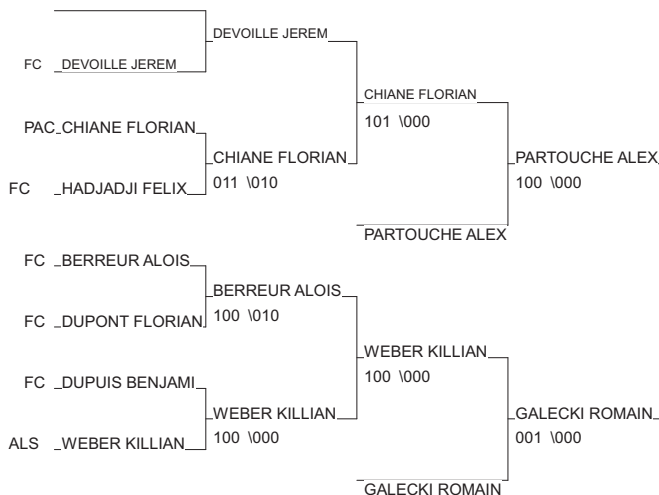 DEVOILLE JEREM
FC DEVOILLE JEREM
CHIANE FLORIAN
101 \000
PAC CHIANE FLORIAN
CHIANE FLORIAN
011 \010
PARTOUCHE ALEX
100 \000
FC HADJADJI FELIX
PARTOUCHE ALEX
FC BERREUR ALOIS
BERREUR ALOIS
100 \010
FC DUPONT FLORIAN
WEBER KILLIAN
100 \000
FC DUPUIS BENJAMI
WEBER KILLIAN
100 \000
GALECKI ROMAIN
001 \000
ALS WEBER KILLIAN
GALECKI ROMAIN